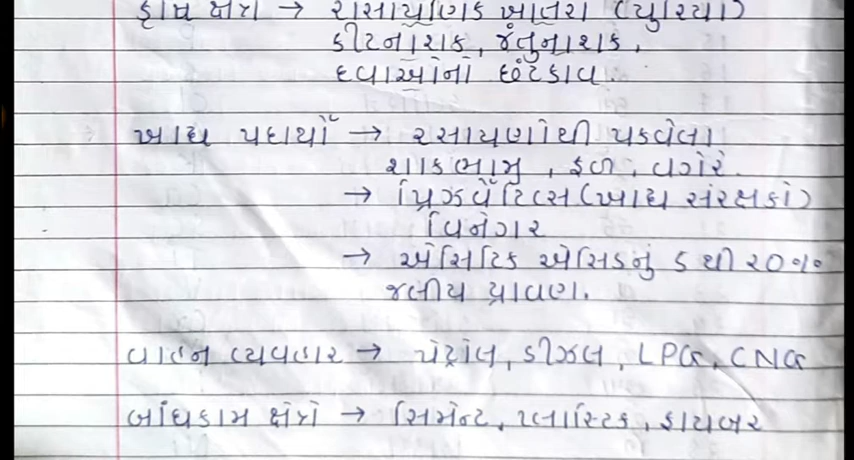 કૃષિ ક્ષેત્રે → રાસાયણિક ખાતરો (યુરિયા)
કીટનાશક, જંતુનાશક,
દવાઓનો છંટકાવ.
ખાદ્ય પદાર્થો → રસાયણોથી પકવેલા
શાકભાજી, ફળ, વગેરે.
→ પ્રિઝર્વેટિવ્સ (ખાદ્ય સંરક્ષકો)
વિનેગર
→ એસિટિક એસિડનું 5 થી 20%
જલીય દ્રાવણ.
વાહન વ્યવહાર → પેટ્રોલ, ડીઝલ, LPG, CNG
બાંધકામ ક્ષેત્રે → સિમેન્ટ, પ્લાસ્ટિક, ફાયબર